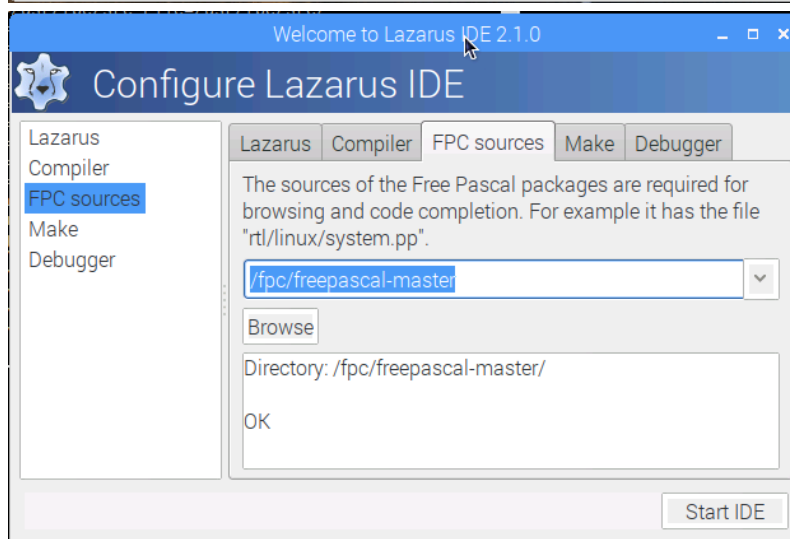 Welcome to Lazarus IDE 2.1.0
Configure Lazarus IDE
Lazarus
Compiler
FPC sources
Make
Debugger
Lazarus Compiler FPC sources Make Debugger
The sources of the Free Pascal packages are required for
browsing and code completion. For example it has the file
"rtl/linux/system.pp".
/fpc/freepascal-master
Browse
Directory: /fpc/freepascal-master/
OK
Start IDE